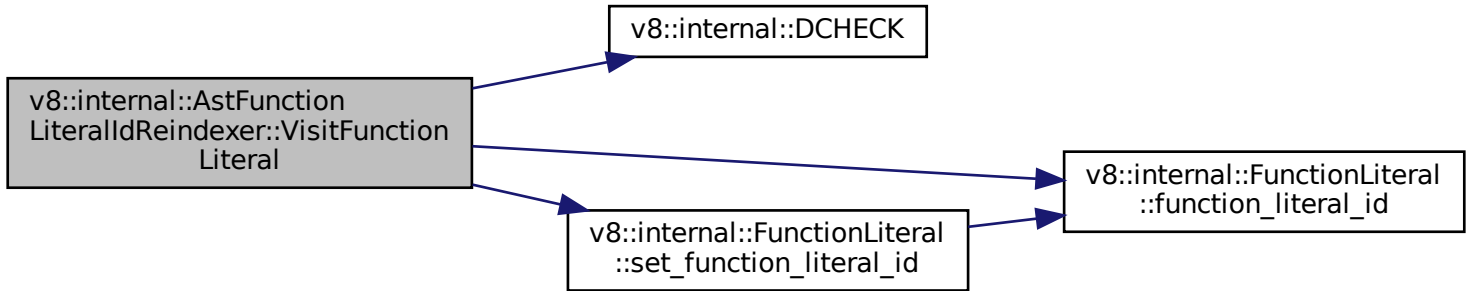 v8::internal::DCHECK
v8::internal::AstFunction
LiteralIdReindexer::VisitFunction
Literal
v8::internal::FunctionLiteral
::function_literal_id
v8::internal::FunctionLiteral
::set_function_literal_id